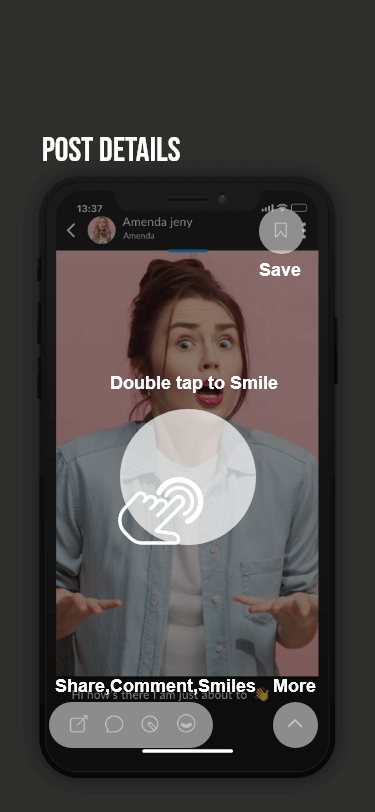 POST DETAILS
13:37
Amenda jeny
Amenda
Save
Double tap to Smile
Share,Comment,Smiles
More
Hi how's there I am just about to 👋